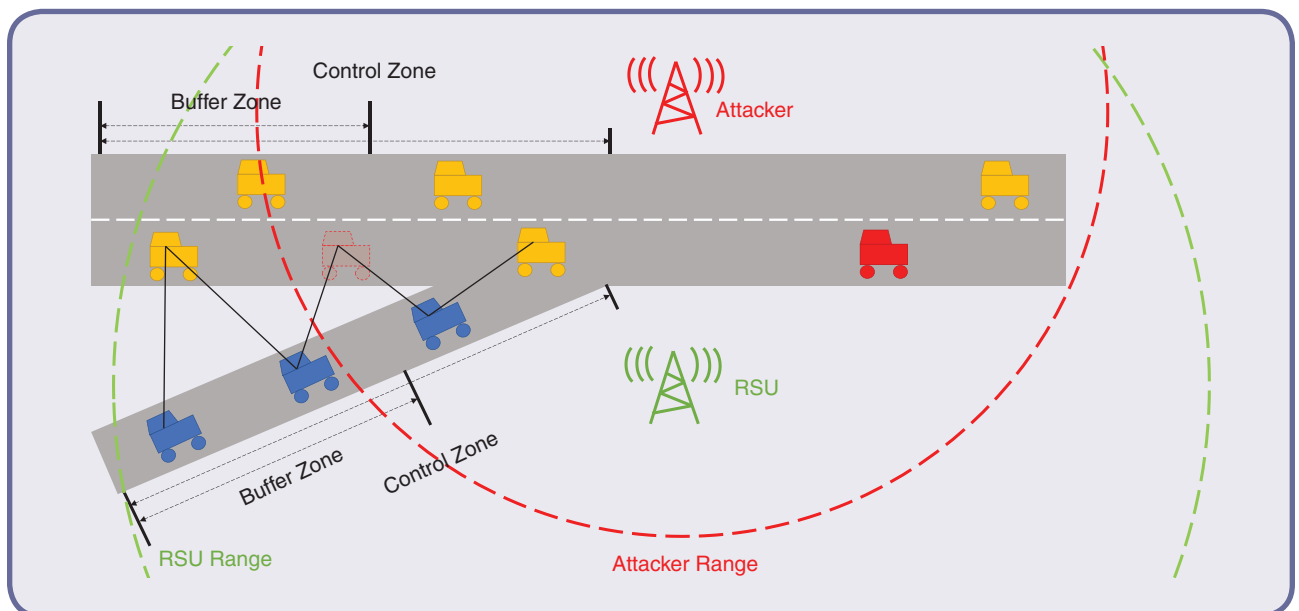 Control Zone
Buffer Zone
Attacker
RSU
Buffer Zone
Control Zone
RSU Range
Attacker Range